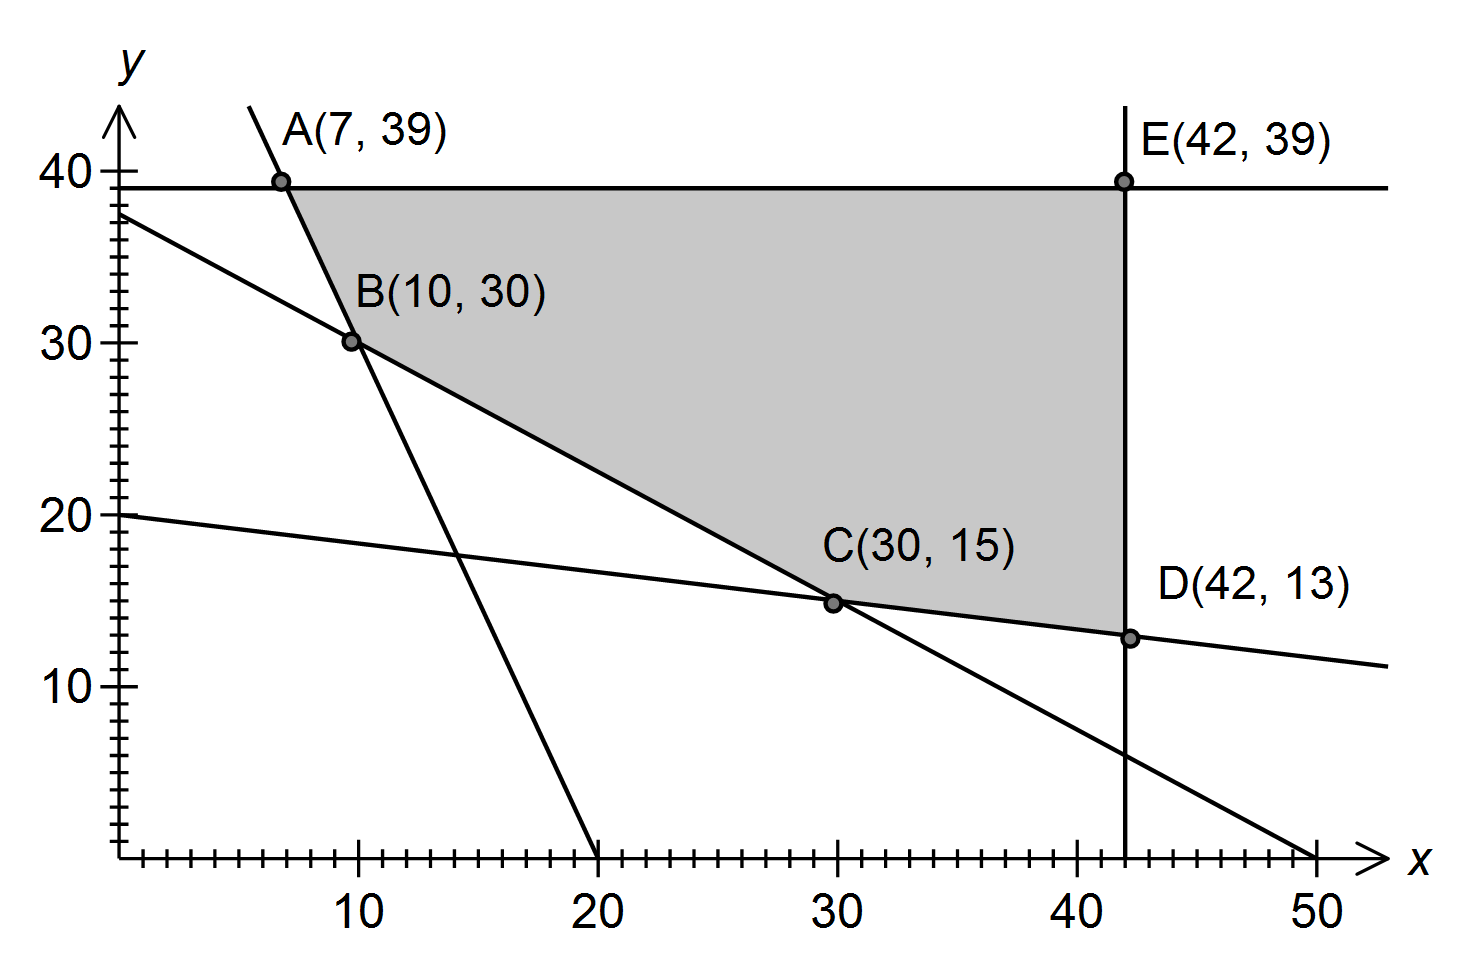 y
A(7, 39)
E(42, 39)
40
B(10, 30)
30
20
C(30, 15)
D(42, 13)
10
x
10 20 30 40 50